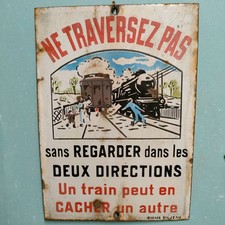 NE TRAVERSEZ PAS
sans REGARDER dans les
DEUX DIRECTIONS
Un train peut en
CACHER un autre